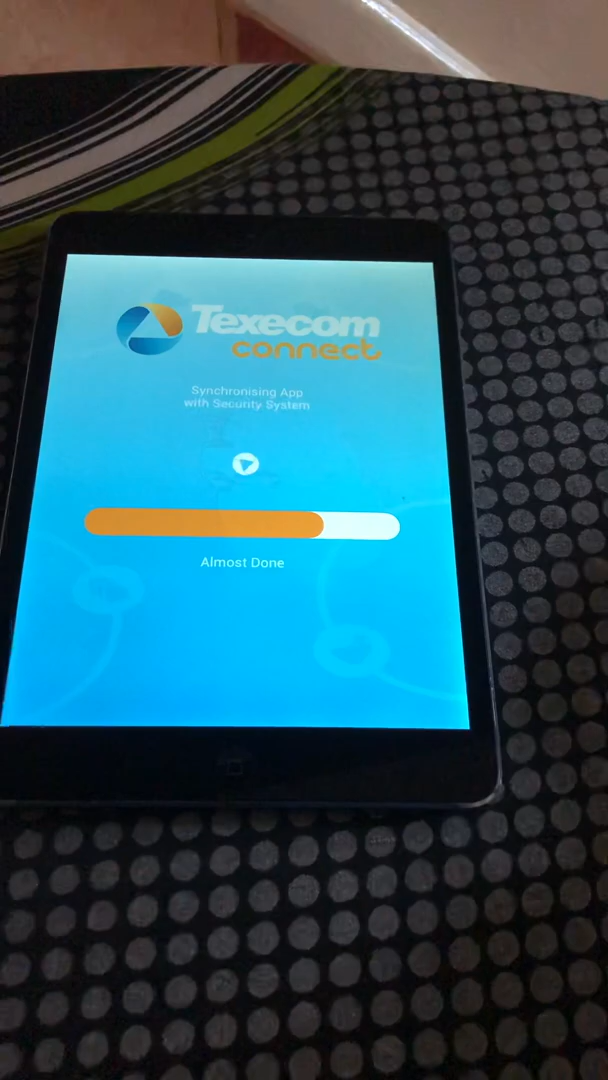 Texecom
connect
Synchronising App
with Security System
Almost Done